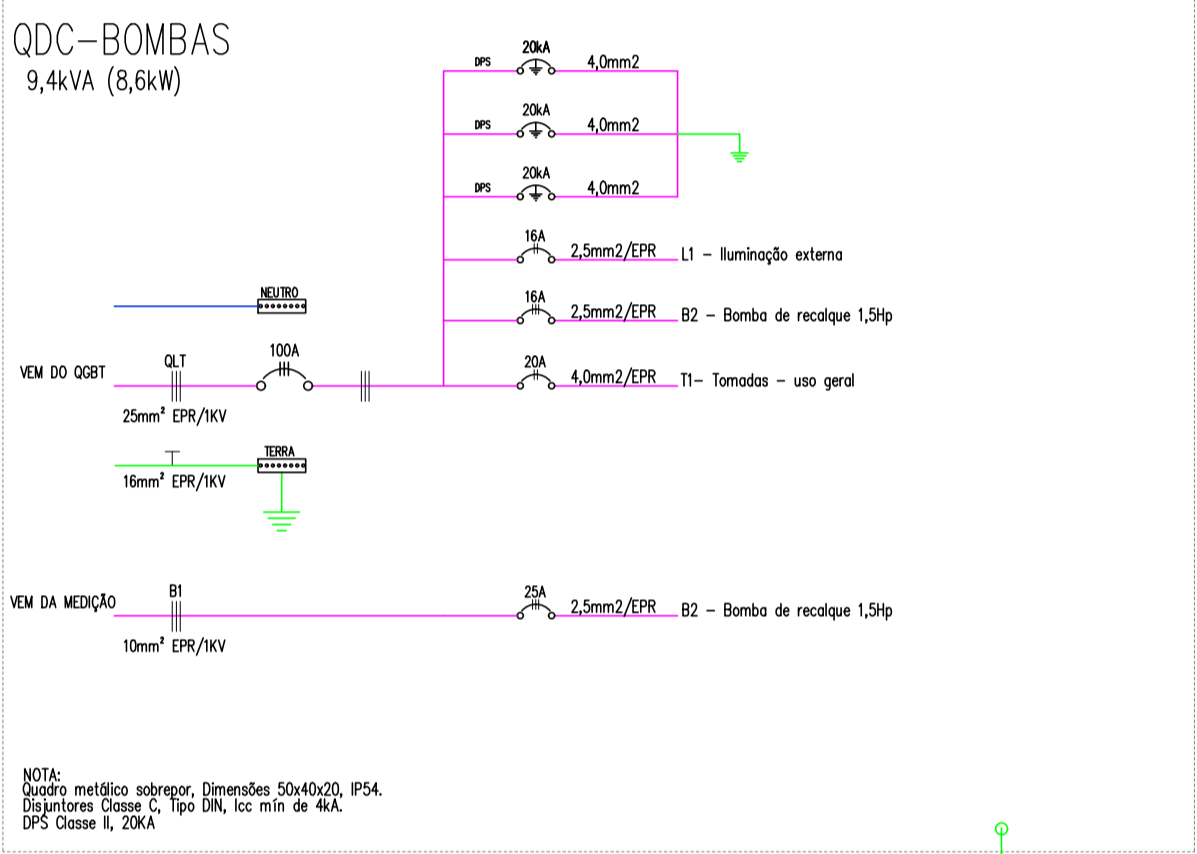 QDC-BOMBAS
9,4kVA (8,6kW)
20kA
DPS
4,0mm2
20kA
DPS
4,0mm2
20kA
DPS
4,0mm2
16A
2,5mm2/EPR
L1 - Iluminação externa
NEUTRO
16A
2,5mm2/EPR
B2 - Bomba de recalque 1,5Hp
VEM DO QGBT
QLT
100A
20A
4,0mm2/EPR
T1- Tomadas - uso geral
25mm² EPR/1KV
T
TERRA
16mm² EPR/1KV
VEM DA MEDIÇÃO
B1
25A
2,5mm2/EPR
B2 - Bomba de recalque 1,5Hp
10mm² EPR/1KV
NOTA:
Quadro metálico sobrepor, Dimensões 50x40x20, IP54.
Disjuntores Classe C, Tipo DIN, Icc mín de 4kA.
DPS Classe II, 20KA